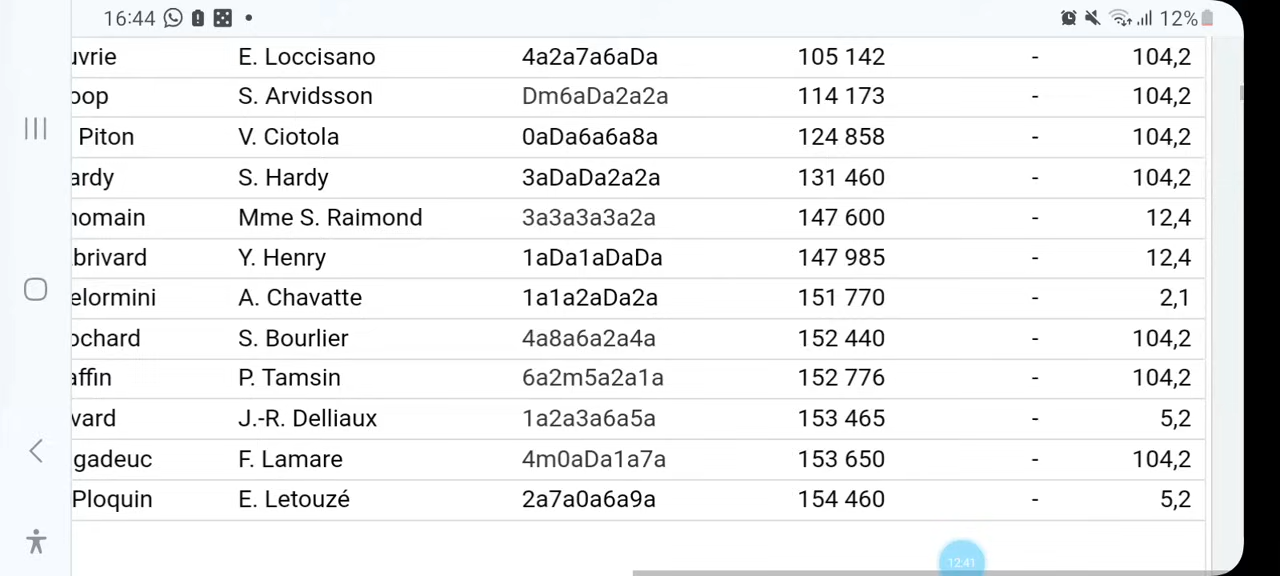 16:44 12%
uvrie E. Loccisano 4a2a7a6aDa 105 142 - 104,2
oop S. Arvidsson Dm6aDa2a2a 114 173 - 104,2
Piton V. Ciotola 0aDa6a6a8a 124 858 - 104,2
ardy S. Hardy 3aDaDa2a2a 131 460 - 104,2
nomain Mme S. Raimond 3a3a3a3a2a 147 600 - 12,4
brivard Y. Henry 1aDa1aDaDa 147 985 - 12,4
elormini A. Chavatte 1a1a2aDa2a 151 770 - 2,1
ochard S. Bourlier 4a8a6a2a4a 152 440 - 104,2
affin P. Tamsin 6a2m5a2a1a 152 776 - 104,2
vard J.-R. Delliaux 1a2a3a6a5a 153 465 - 5,2
gadeuc F. Lamare 4m0aDa1a7a 153 650 - 104,2
Ploquin E. Letouzé 2a7a0a6a9a 154 460 - 5,2
12:41